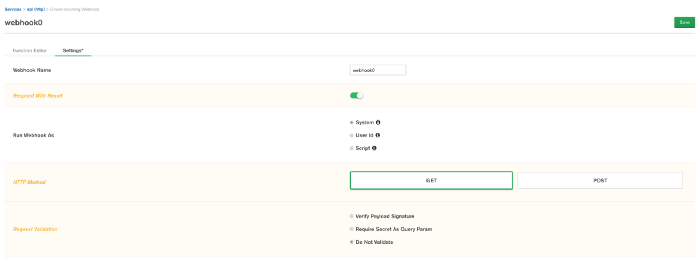 Services > api (http) > Create Incoming Webhook
webhook0
Save
Function Editor Settings*
Webhook Name webhook0
Respond With Result
System
Run Webhook As User Id
Script
HTTP Method GET POST
Verify Payload Signature
Request Validation Require Secret As Query Param
Do Not Validate